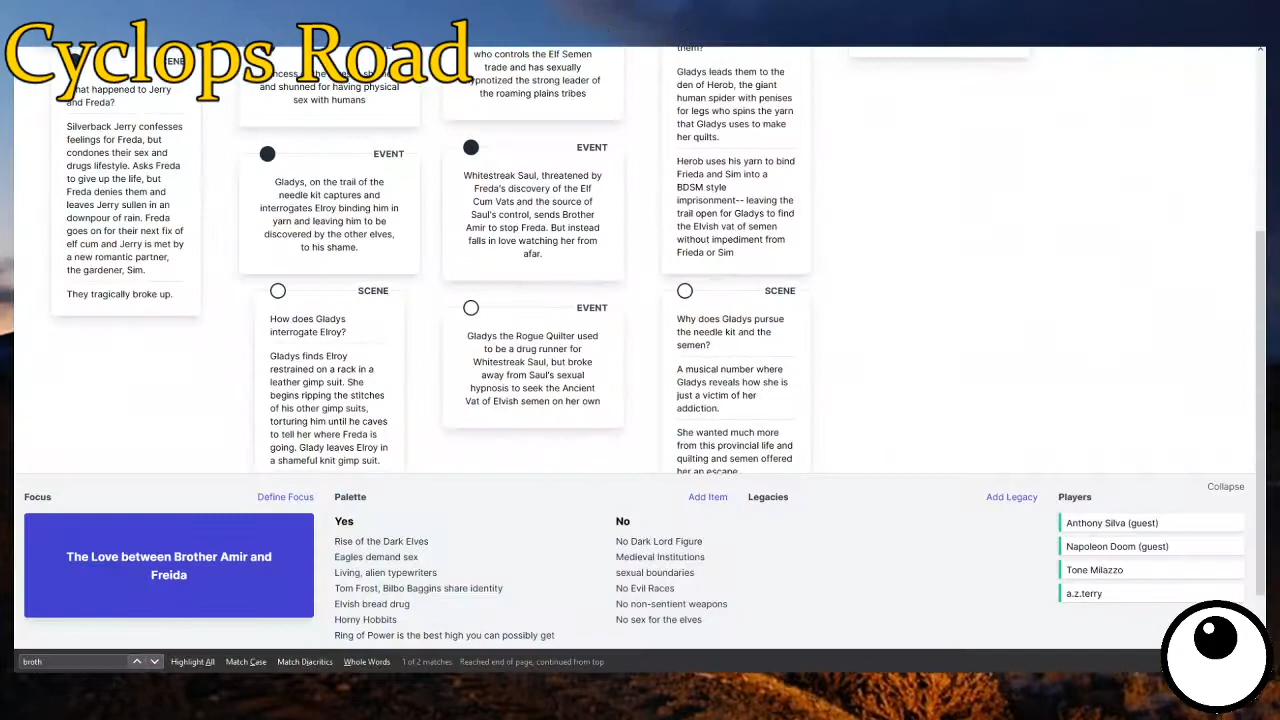 Cyclops Road
SCENE
What happened to Jerry
and Freda?
Silverback Jerry confesses
feelings for Freda, but
condones their sex and
drugs lifestyle. Asks Freda
to give up the life, but
Freda denies them and
leaves Jerry sullen in an
downpour of rain. Freda
goes on for their next fix of
elf cum and Jerry is met by
a new romantic partner,
the gardener, Sim.
They tragically broke up.
and shunned for having physical
sex with humans
EVENT
Gladys, on the trail of the
needle kit captures and
interrogates Elroy binding him in
yarn and leaving him to be
discovered by the other elves,
to his shame.
SCENE
How does Gladys
interrogate Elroy?
Gladys finds Elroy
restrained on a rack in a
leather gimp suit. She
begins ripping the stitches
of his other gimp suits,
torturing him until he caves
to tell her where Freda is
going. Glady leaves Elroy in
a shameful knit gimp suit.
who controls the Elf Semen
trade and has sexually
hypnotized the strong leader of
the roaming plains tribes
EVENT
Whitestreak Saul, threatened by
Freda's discovery of the Elf
Cum Vats and the source of
Saul's control, sends Brother
Amir to stop Freda. But instead
falls in love watching her from
afar.
EVENT
Gladys the Rogue Quilter used
to be a drug runner for
Whitestreak Saul, but broke
away from Saul's sexual
hypnosis to seek the Ancient
Vat of Elvish semen on her own
them?
Gladys leads them to the
den of Herob, the giant
human spider with penises
for legs who spins the yarn
that Gladys uses to make
her quilts.
Herob uses his yarn to bind
Frieda and Sim into a
BDSM style
imprisonment-- leaving the
trail open for Gladys to find
the Elvish vat of semen
without impediment from
Frieda or Sim
SCENE
Why does Gladys pursue
the needle kit and the
semen?
A musical number where
Gladys reveals how she is
just a victim of her
addiction.
She wanted much more
from this provincial life and
quilting and semen offered
her an escape
Collapse
Focus
Define Focus
The Love between Brother Amir and
Freida
Palette
Add Item
Yes
Rise of the Dark Elves
Eagles demand sex
Living, alien typewriters
Tom Frost, Bilbo Baggins share identity
Elvish bread drug
Horny Hobbits
Ring of Power is the best high you can possibly get
No
No Dark Lord Figure
Medieval Institutions
sexual boundaries
No Evil Races
No non-sentient weapons
No sex for the elves
Legacies
Add Legacy
Players
Anthony Silva (guest)
Napoleon Doom (guest)
Tone Milazzo
a.z.terry
broth
Highlight All
Match Case
Match Diacritics
Whole Words
1 of 2 matches
Reached end of page, continued from top